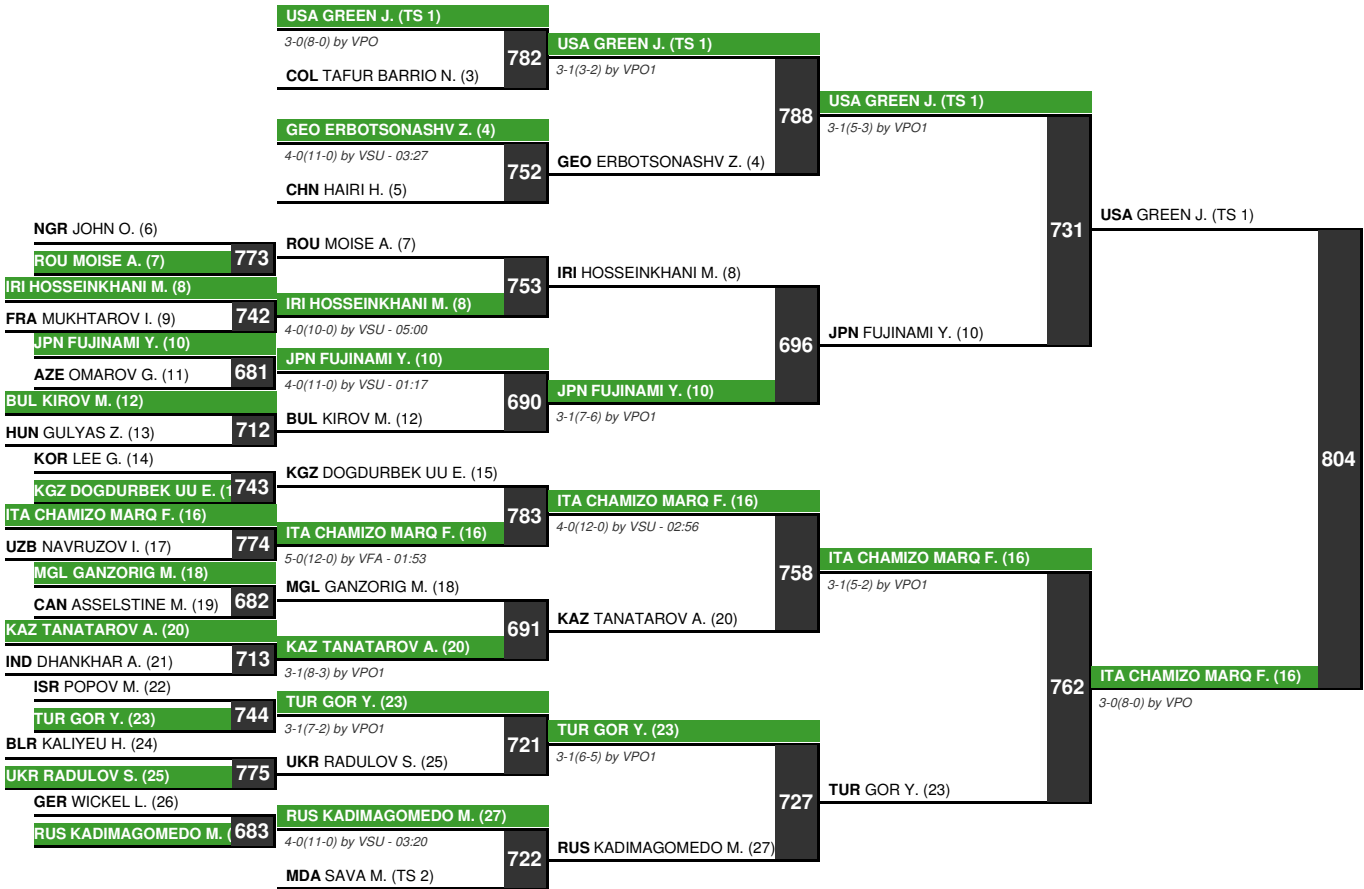 USA GREEN J. (TS 1)
3-0(8-0) by VPO
782
COL TAFUR BARRIO N. (3)
GEO ERBOTSONASHV Z. (4)
4-0(11-0) by VSU - 03:27
752
CHN HAIRI H. (5)
NGR JOHN O. (6)
ROU MOISE A. (7)
773
IRI HOSSEINKHANI M. (8)
FRA MUKHTAROV I. (9)
742
JPN FUJINAMI Y. (10)
AZE OMAROV G. (11)
681
BUL KIROV M. (12)
HUN GULYAS Z. (13)
712
KOR LEE G. (14)
KGZ DOGDURBEK UU E. (1
743
ITA CHAMIZO MARQ F. (16)
UZB NAVRUZOV I. (17)
774
MGL GANZORIG M. (18)
CAN ASSELSTINE M. (19)
682
KAZ TANATAROV A. (20)
IND DHANKHAR A. (21)
713
ISR POPOV M. (22)
TUR GOR Y. (23)
744
BLR KALIYEU H. (24)
UKR RADULOV S. (25)
775
GER WICKEL L. (26)
RUS KADIMAGOMEDO M. (
683
ROU MOISE A. (7)
753
IRI HOSSEINKHANI M. (8)
4-0(10-0) by VSU - 05:00
JPN FUJINAMI Y. (10)
4-0(11-0) by VSU - 01:17
690
BUL KIROV M. (12)
KGZ DOGDURBEK UU E. (15)
783
ITA CHAMIZO MARQ F. (16)
5-0(12-0) by VFA - 01:53
MGL GANZORIG M. (18)
691
KAZ TANATAROV A. (20)
3-1(8-3) by VPO1
TUR GOR Y. (23)
3-1(7-2) by VPO1
721
UKR RADULOV S. (25)
RUS KADIMAGOMEDO M. (27)
4-0(11-0) by VSU - 03:20
722
MDA SAVA M. (TS 2)
USA GREEN J. (TS 1)
3-1(3-2) by VPO1
788
GEO ERBOTSONASHV Z. (4)
IRI HOSSEINKHANI M. (8)
696
JPN FUJINAMI Y. (10)
3-1(7-6) by VPO1
ITA CHAMIZO MARQ F. (16)
4-0(12-0) by VSU - 02:56
758
KAZ TANATAROV A. (20)
TUR GOR Y. (23)
3-1(6-5) by VPO1
727
RUS KADIMAGOMEDO M. (27)
USA GREEN J. (TS 1)
3-1(5-3) by VPO1
731
JPN FUJINAMI Y. (10)
ITA CHAMIZO MARQ F. (16)
3-1(5-2) by VPO1
762
TUR GOR Y. (23)
USA GREEN J. (TS 1)
804
ITA CHAMIZO MARQ F. (16)
3-0(8-0) by VPO